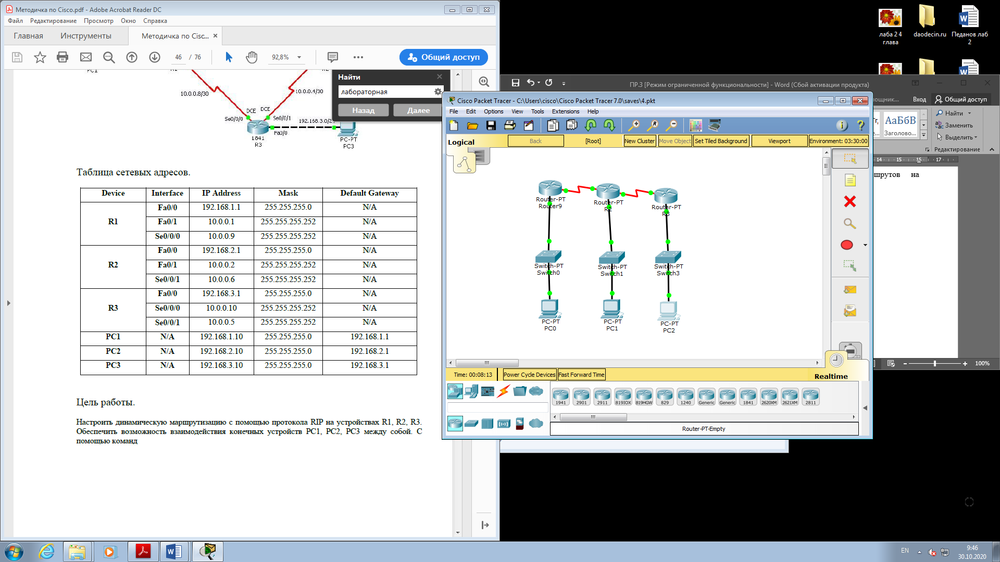 Методичка по Cisco.pdf - Adobe Acrobat Reader DC
Файл Редактирование Просмотр Окно Справка
Главная Инструменты Методичка по Cisc... ×
46 / 76 92,8% Общий доступ
PC1
Найти
лабораторная
Назад Далее
10.0.0.8/30 10.0.0.4/30
DCE DCE
Se0/0/0 Se0/0/1 192.168.3.0/24
Fa0/0
1841
R3
PC-PT
PC3
Таблица сетевых адресов.
Device Interface IP Address Mask Default Gateway
R1 Fa0/0 192.168.1.1 255.255.255.0 N/A
Fa0/1 10.0.0.1 255.255.255.252 N/A
Se0/0/0 10.0.0.9 255.255.255.252 N/A
R2 Fa0/0 192.168.2.1 255.255.255.0 N/A
Fa0/1 10.0.0.2 255.255.255.252 N/A
Se0/0/1 10.0.0.6 255.255.255.252 N/A
R3 Fa0/0 192.168.3.1 255.255.255.0 N/A
Se0/0/0 10.0.0.10 255.255.255.252 N/A
Se0/0/1 10.0.0.5 255.255.255.252 N/A
PC1 N/A 192.168.1.10 255.255.255.0 192.168.1.1
PC2 N/A 192.168.2.10 255.255.255.0 192.168.2.1
PC3 N/A 192.168.3.10 255.255.255.0 192.168.3.1
Цель работы.
Настроить динамическую маршрутизацию с помощью протокола RIP на устройствах R1, R2, R3.
Обеспечить возможность взаимодействия конечных устройств PC1, PC2, PC3 между собой. С
помощью команд
лаба 2 4
глава
daodecin.ru
Педанов лаб
2
ПР.3 [Режим ограниченной функциональности] - Word (Сбой активации продукта)
ощник... Вход Общий доступ
Найти
Заменить
Выделить
Редактирование
АаБбВ
Заголово...
14 15 16 17
шрутов на
100%
Cisco Packet Tracer - C:\Users\cisco\Cisco Packet Tracer 7.0\saves\4.pkt
File Edit Options View Tools Extensions Help
Logical Back [Root] New Cluster Move Object Set Tiled Background Viewport Environment: 03:30:00
Router-PT
Router9
Router-PT
R2
Router-PT
R3
Switch-PT
Switch0
Switch-PT
Switch1
Switch-PT
Switch3
PC-PT
PC0
PC-PT
PC1
PC-PT
PC2
Time: 00:08:13 Power Cycle Devices Fast Forward Time Realtime
1941 2901 2911 819IOX 819HGW 829 1240 Generic Generic 1841 2620XM 2621XM 2811
Router-PT-Empty
EN
9:46
30.10.2020